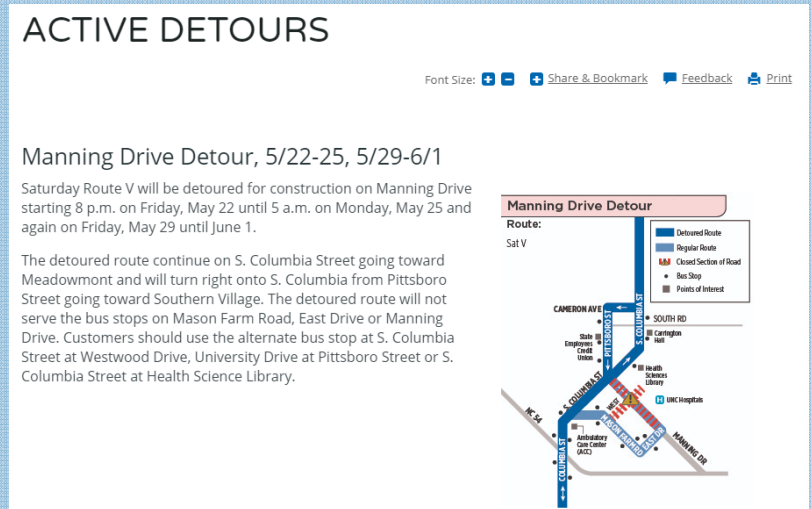 ACTIVE DETOURS
Font Size: Share & Bookmark Feedback Print
Manning Drive Detour, 5/22-25, 5/29-6/1
Saturday Route V will be detoured for construction on Manning Drive
starting 8 p.m. on Friday, May 22 until 5 a.m. on Monday, May 25 and
again on Friday, May 29 until June 1.
The detoured route continue on S. Columbia Street going toward
Meadowmont and will turn right onto S. Columbia from Pittsboro
Street going toward Southern Village. The detoured route will not
serve the bus stops on Mason Farm Road, East Drive or Manning
Drive. Customers should use the alternate bus stop at S. Columbia
Street at Westwood Drive, University Drive at Pittsboro Street or S.
Columbia Street at Health Science Library.
Manning Drive Detour
Route:
Sat V
Detoured Route
Regular Route
Closed Section of Road
Bus Stop
Points of Interest
CAMERON AVE
PITTSBORO ST
S. COLUMBIA ST
SOUTH RD
State
Employees
Credit
Union
Carrington
Hall
Health
Sciences
Library
S. COLUMBIA ST
WEST
H UNC Hospitals
NC 54
MASON FARM RD
EAST DR
MANNING DR
Ambulatory
Care Center
(ACC)
COLUMBIA ST